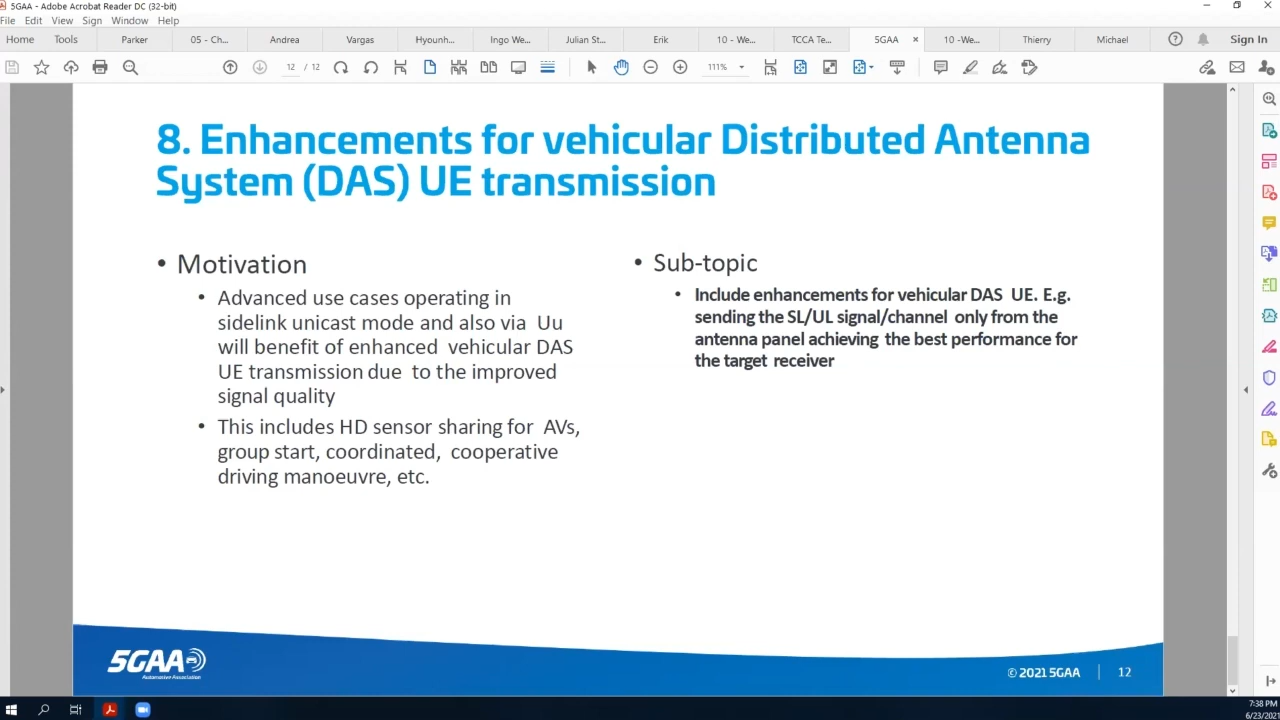 5GAA - Adobe Acrobat Reader DC (32-bit)
File Edit View Sign Window Help
Home Tools Parker 05 - Ch... Andrea Vargas Hyounh... Ingo We... Julian St... Erik 10 - We... TCCA Te... 5GAA × 10 -We... Thierry Michael Sign In
12 / 12 111%
8. Enhancements for vehicular Distributed Antenna
System (DAS) UE transmission
• Motivation
• Advanced use cases operating in
sidelink unicast mode and also via Uu
will benefit of enhanced vehicular DAS
UE transmission due to the improved
signal quality
• This includes HD sensor sharing for AVs,
group start, coordinated, cooperative
driving manoeuvre, etc.
• Sub-topic
• Include enhancements for vehicular DAS UE. E.g.
sending the SL/UL signal/channel only from the
antenna panel achieving the best performance for
the target receiver
5GAA
Automotive Association
© 2021 5GAA 12
7:38 PM
6/23/2021